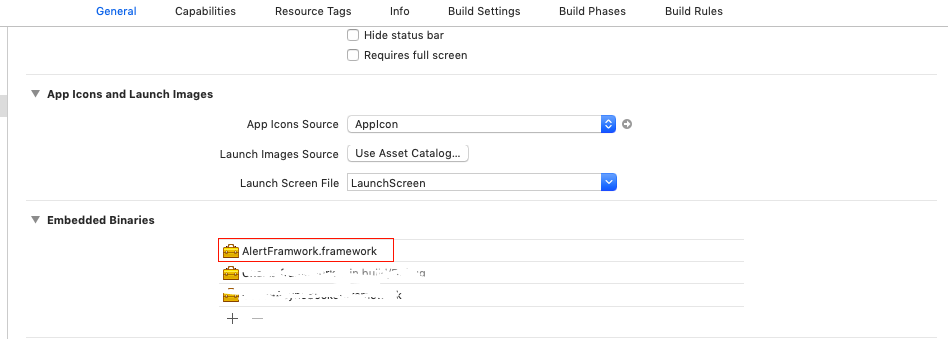 General Capabilities Resource Tags Info Build Settings Build Phases Build Rules
Hide status bar
Requires full screen
App Icons and Launch Images
App Icons Source AppIcon
Launch Images Source Use Asset Catalog...
Launch Screen File LaunchScreen
Embedded Binaries
AlertFramwork.framework